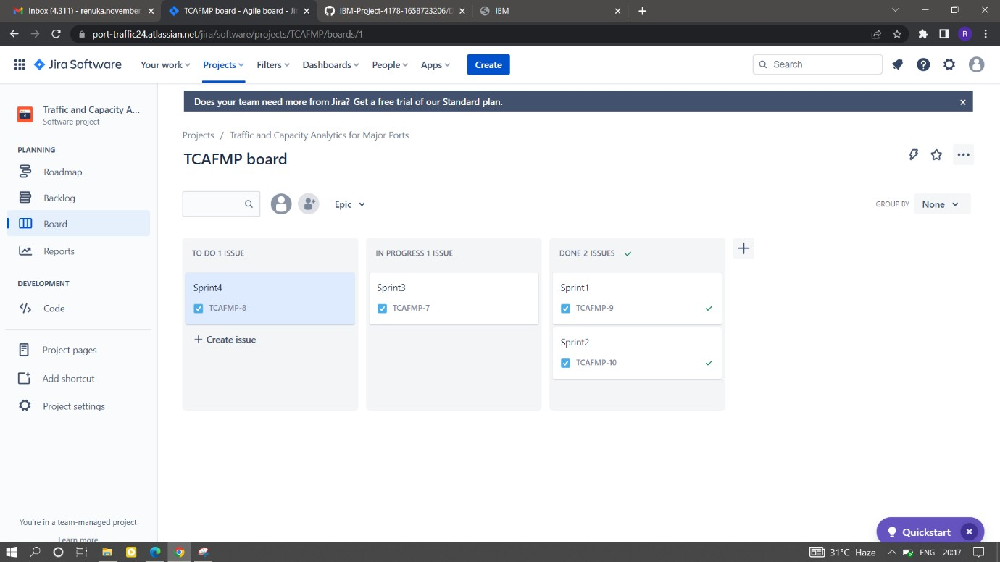 Inbox (4,311) - renuka.november
TCAFMP board - Agile board - Jir
IBM-Project-4178-1658723206/D
IBM
port-traffic24.atlassian.net/jira/software/projects/TCAFMP/boards/1
R
Jira Software
Your work
Projects
Filters
Dashboards
People
Apps
Create
Search
Traffic and Capacity A...
Software project
PLANNING
Roadmap
Backlog
Board
Reports
DEVELOPMENT
Code
Project pages
Add shortcut
Project settings
You're in a team-managed project
Learn more
Does your team need more from Jira? Get a free trial of our Standard plan.
Projects / Traffic and Capacity Analytics for Major Ports
TCAFMP board
Epic
GROUP BY
None
TO DO 1 ISSUE
Sprint4
TCAFMP-8
+ Create issue
IN PROGRESS 1 ISSUE
Sprint3
TCAFMP-7
DONE 2 ISSUES
Sprint1
TCAFMP-9
Sprint2
TCAFMP-10
Quickstart
31°C Haze
ENG
20:17